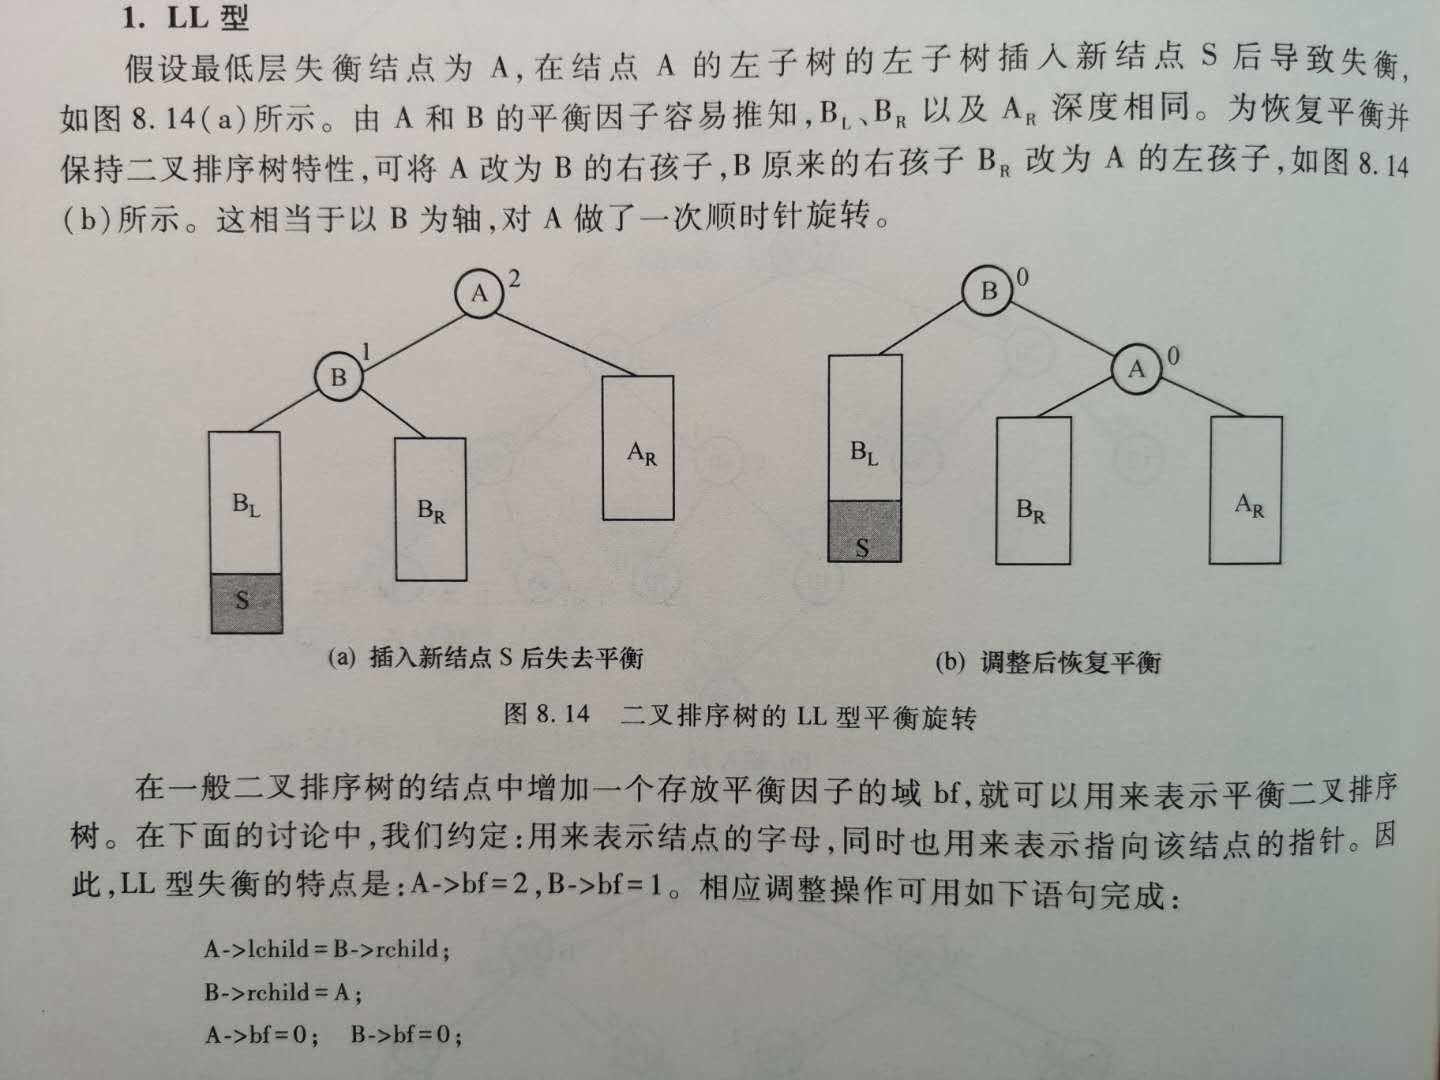 1. LL 型
假设最低层失衡结点为 A,在结点 A 的左子树的左子树插入新结点 S 后导致失衡,
如图 8.14(a)所示。由 A 和 B 的平衡因子容易推知,BL、BR 以及 AR 深度相同。为恢复平衡并
保持二叉排序树特性,可将 A 改为 B 的右孩子,B 原来的右孩子 BR 改为 A 的左孩子,如图 8.14
(b)所示。这相当于以 B 为轴,对 A 做了一次顺时针旋转。
A 2
B 1
BL
S
BR
AR
B 0
A 0
BL
S
BR
AR
(a) 插入新结点 S 后失去平衡
(b) 调整后恢复平衡
图 8.14 二叉排序树的 LL 型平衡旋转
在一般二叉排序树的结点中增加一个存放平衡因子的域 bf,就可以用来表示平衡二叉排序
树。在下面的讨论中,我们约定:用来表示结点的字母,同时也用来表示指向该结点的指针。因
此,LL 型失衡的特点是:A->bf=2,B->bf=1。相应调整操作可用如下语句完成:
A->lchild=B->rchild;
B->rchild=A;
A->bf=0; B->bf=0;